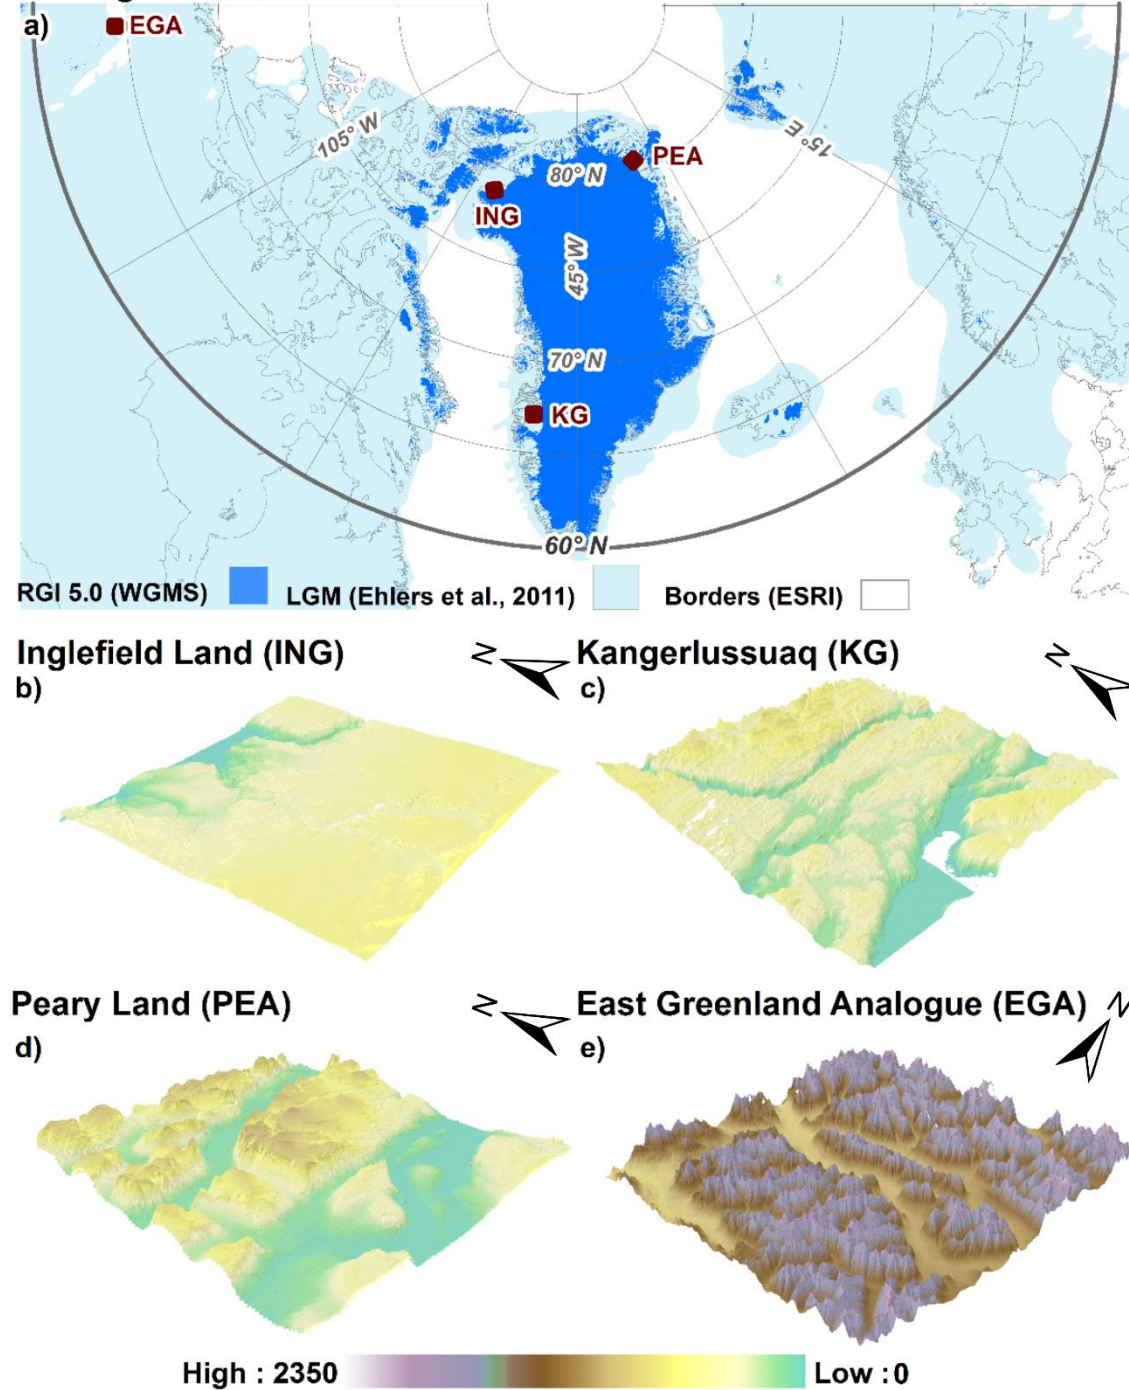 a)
EGA
105° W
15° E
PEA
80° N
ING
45° W
70° N
KG
60° N
RGI 5.0 (WGMS) LGM (Ehlers et al., 2011) Borders (ESRI)
Inglefield Land (ING) N Kangerlussuaq (KG) N
b) c)
Peary Land (PEA) N East Greenland Analogue (EGA) N
d) e)
High : 2350 Low :0